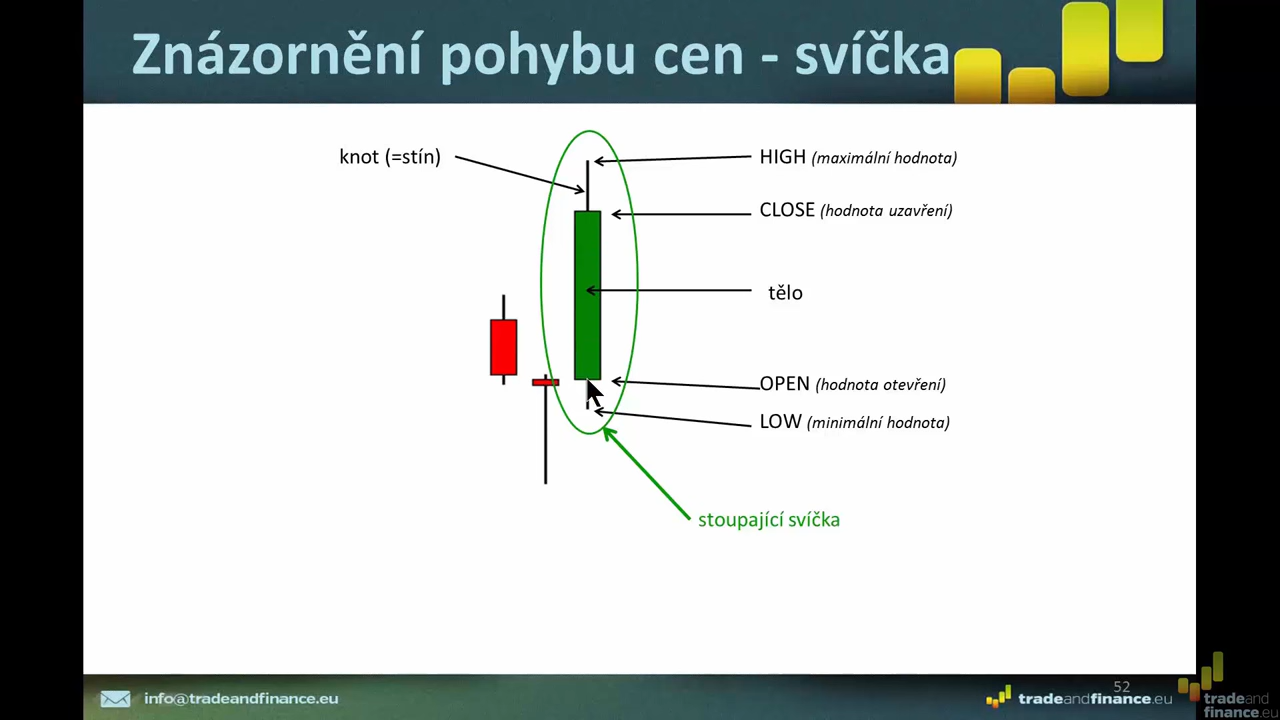 Znázornění pohybu cen - svíčka
knot (=stín)
HIGH (maximální hodnota)
CLOSE (hodnota uzavření)
tělo
OPEN (hodnota otevření)
LOW (minimální hodnota)
stoupající svíčka
info@tradeandfinance.eu
52
tradeandfinance.eu
tradeand
finance.eu